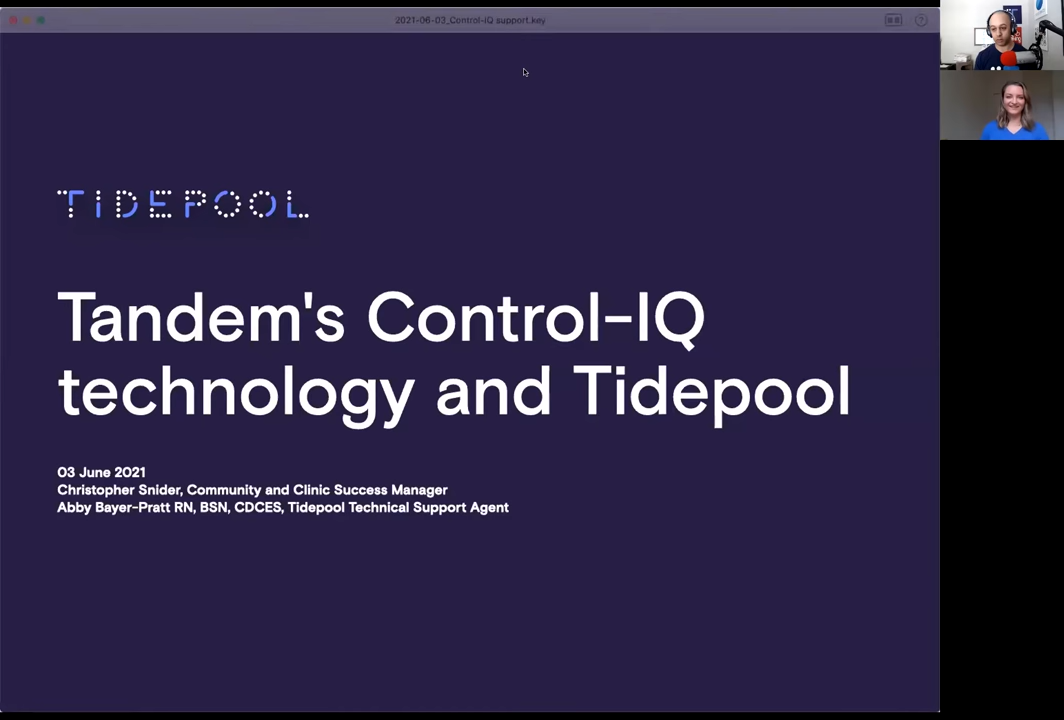 2021-06-03_Control-IQ support.key
TIDEPOOL
Tandem's Control-IQ
technology and Tidepool
03 June 2021
Christopher Snider, Community and Clinic Success Manager
Abby Bayer-Pratt RN, BSN, CDCES, Tidepool Technical Support Agent